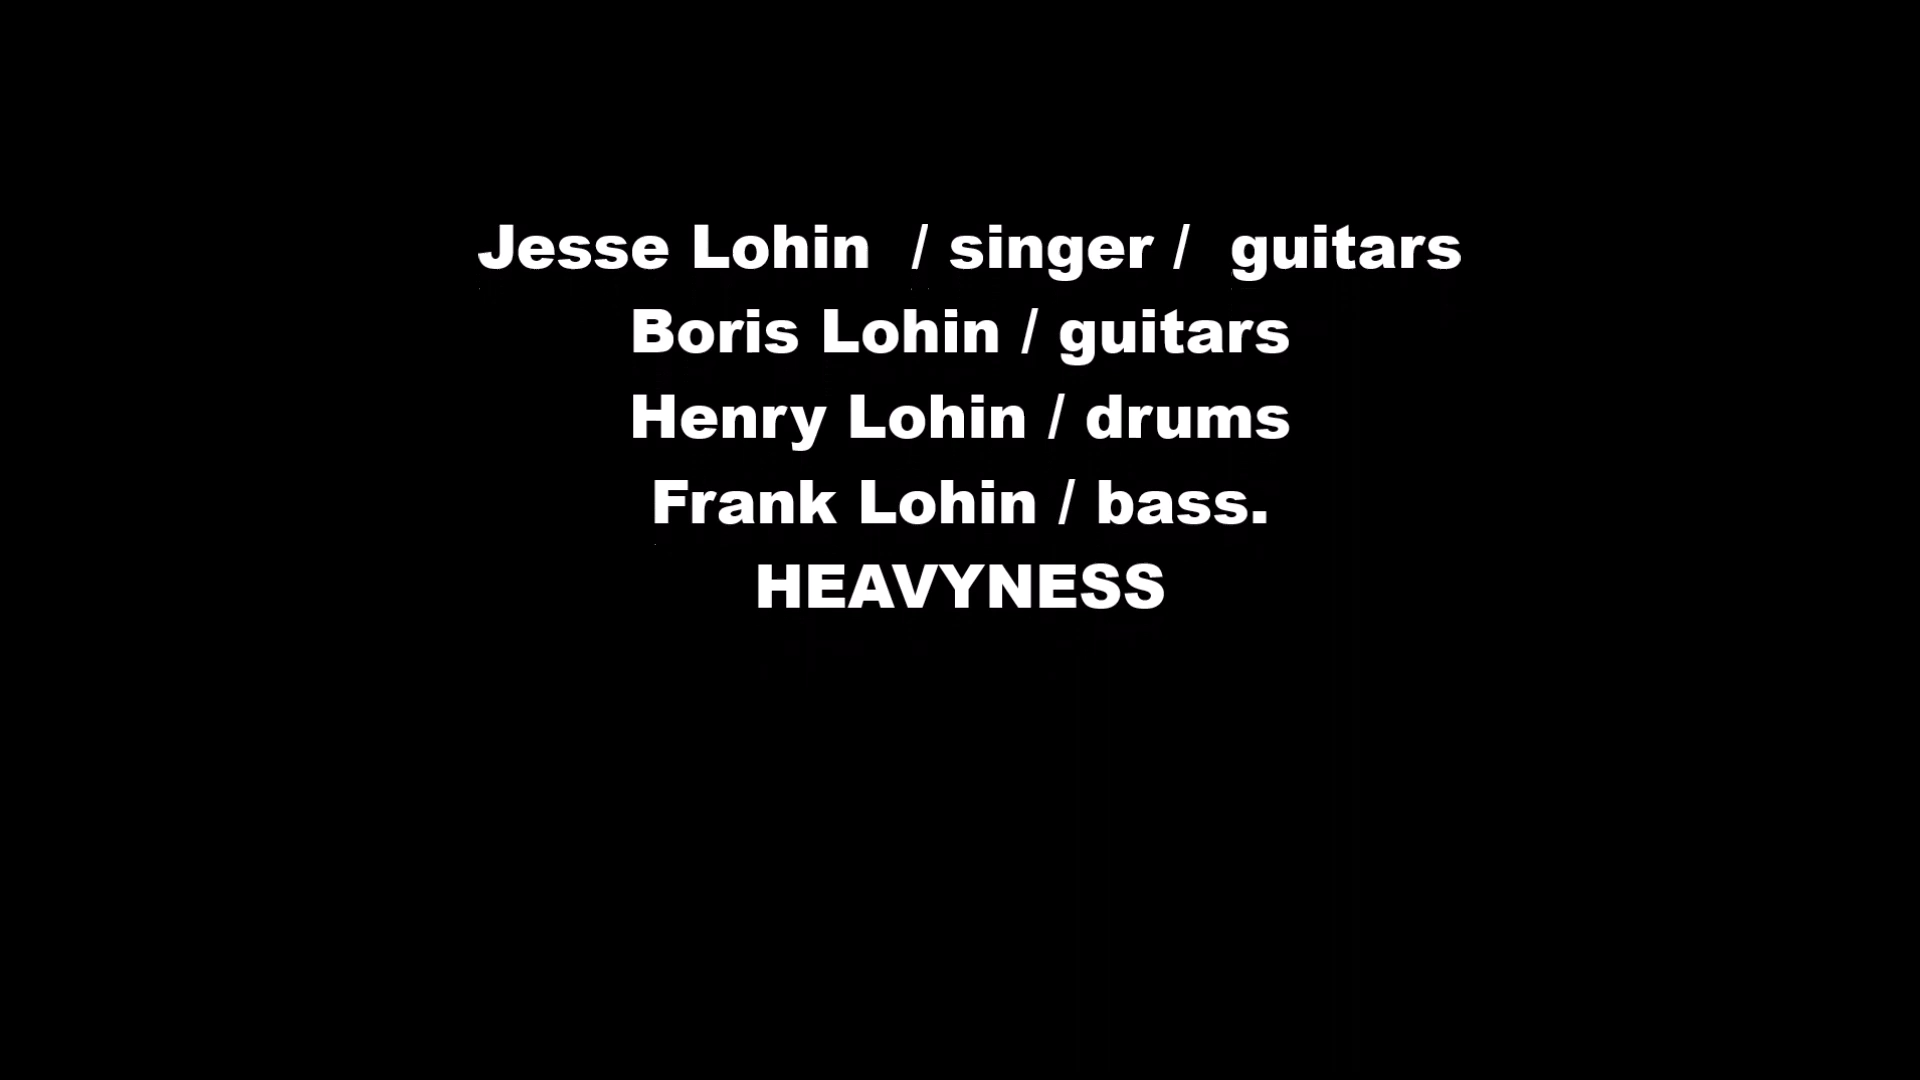 Jesse Lohin  / singer /  guitars
Boris Lohin / guitars
Henry Lohin / drums
Frank Lohin / bass.
HEAVYNESS